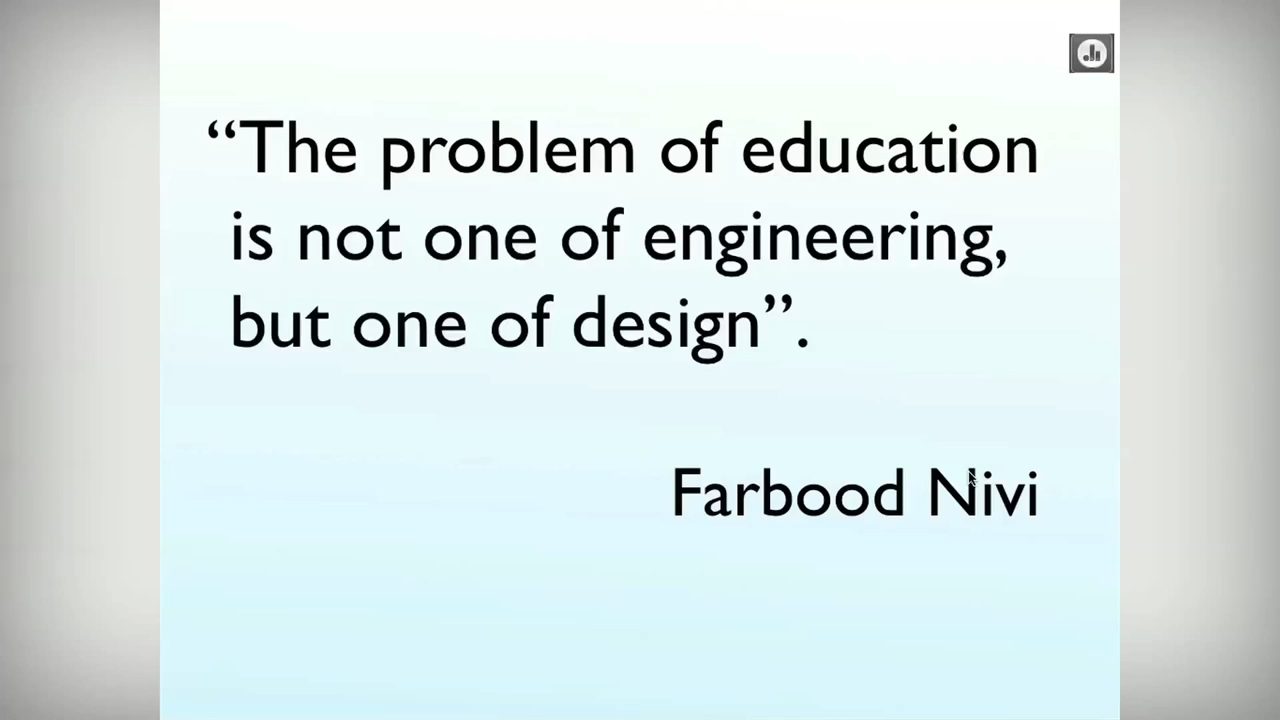 “The problem of education
is not one of engineering,
but one of design”.
Farbood Nivi